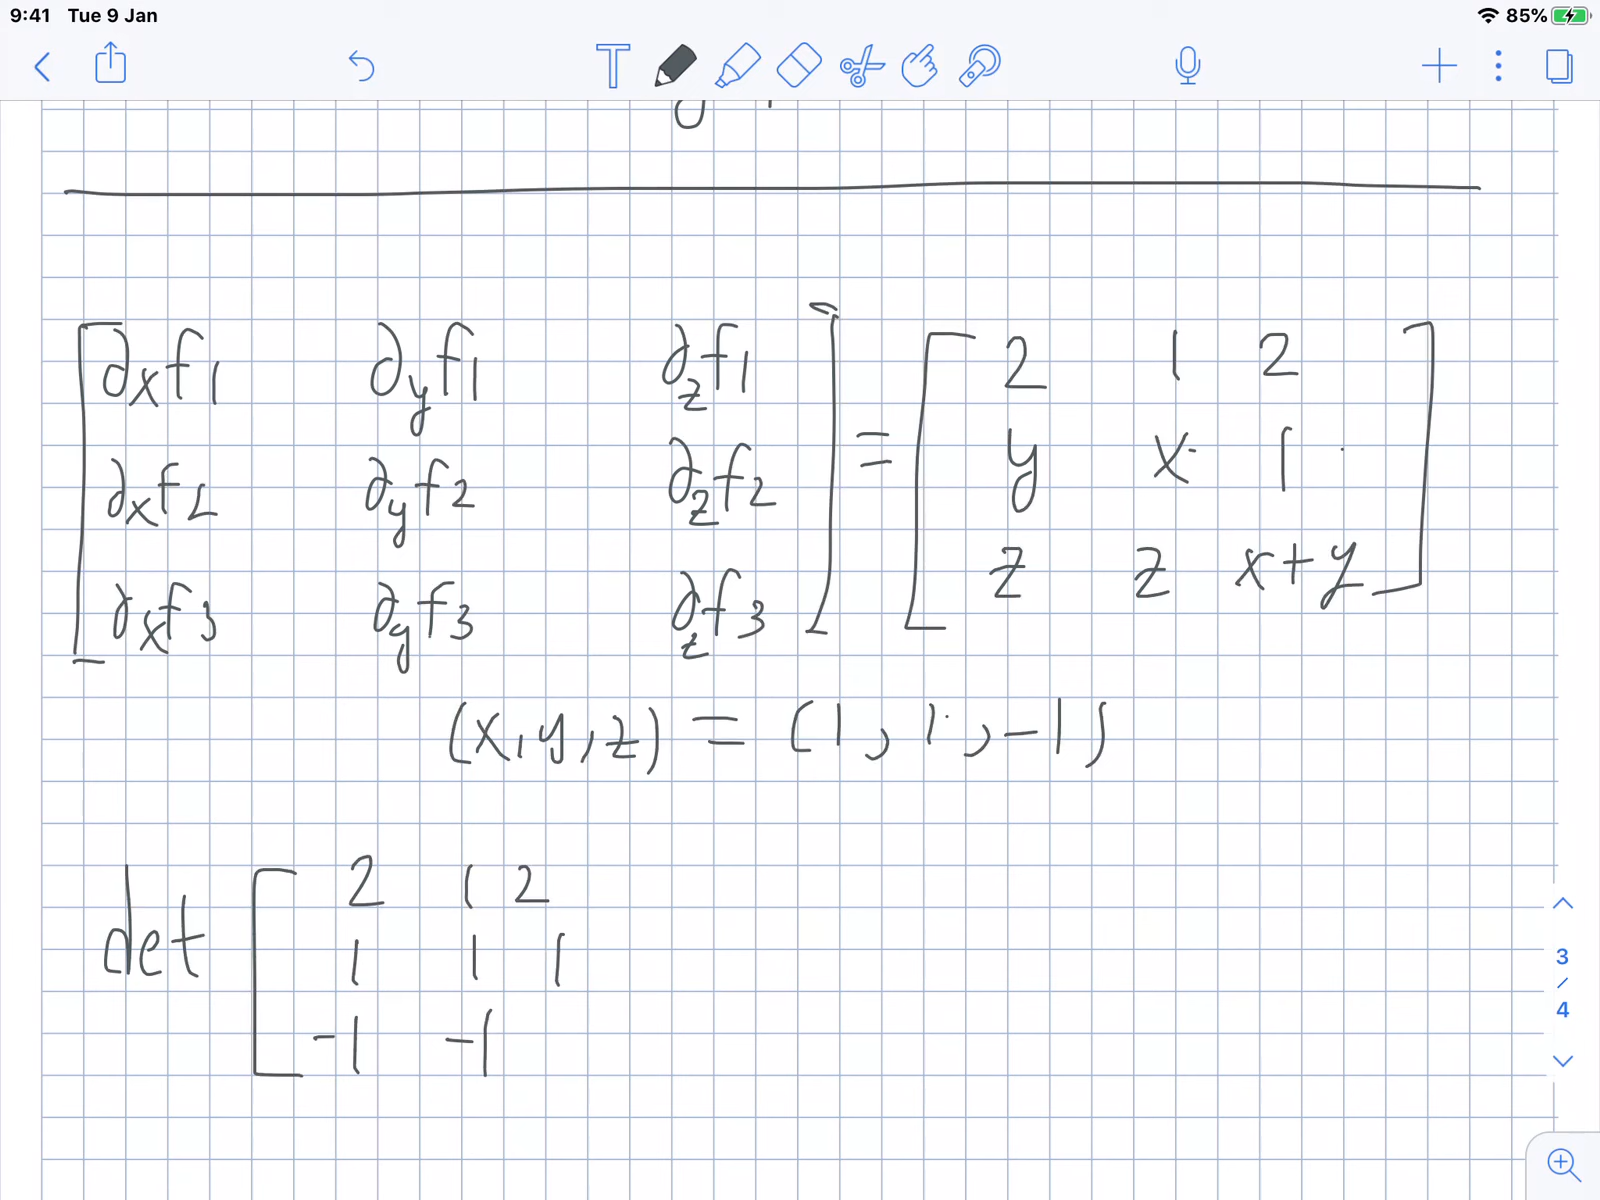 9:41 Tue 9 Jan 85%
T
∂xf1 ∂yf1 ∂zf1 = 2 1 2
∂xf2 ∂yf2 ∂zf2 y x 1
∂xf3 ∂yf3 ∂zf3 z z x+y
(x,y,z) = (1,1,-1)
det [ 2 1 2
1 1 1
-1 -1
3
/
4